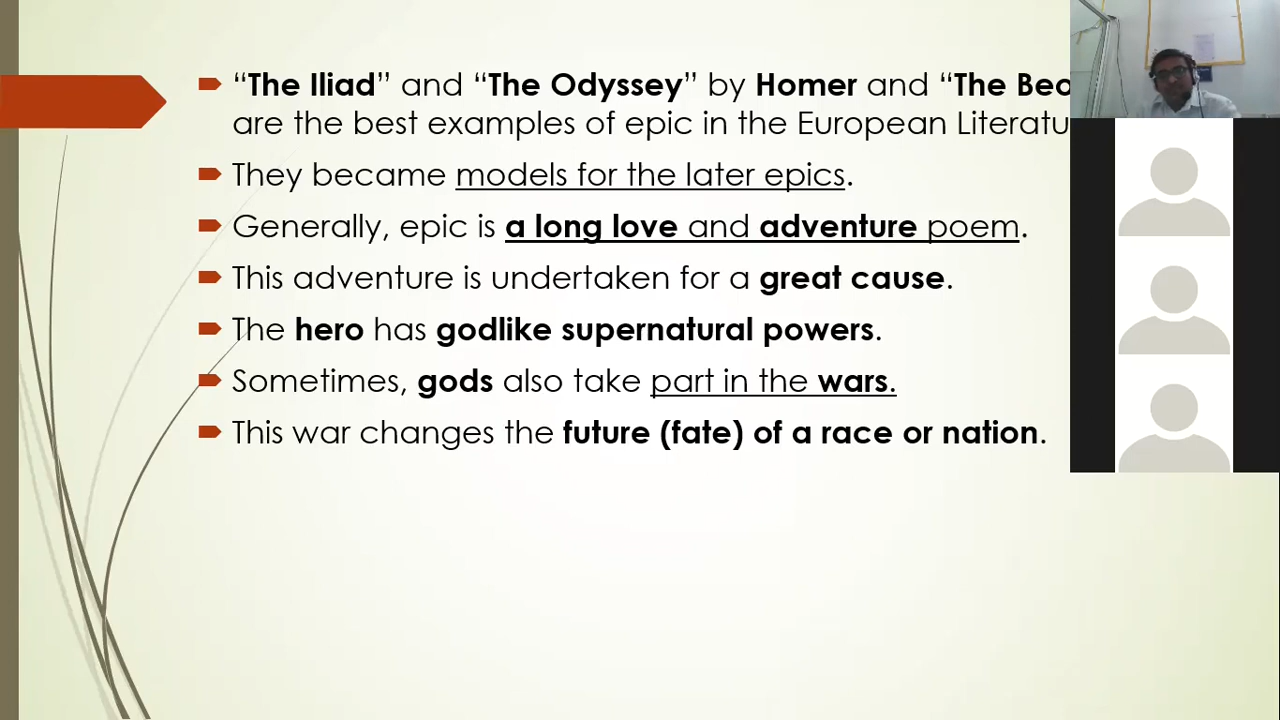 “The Iliad” and “The Odyssey” by Homer and “The
are the best examples of epic in the European
They became models for the later epics.
Generally, epic is a long love and adventure poem.
This adventure is undertaken for a great cause.
The hero has godlike supernatural powers.
Sometimes, gods also take part in the wars.
This war changes the future (fate) of a race or nation.